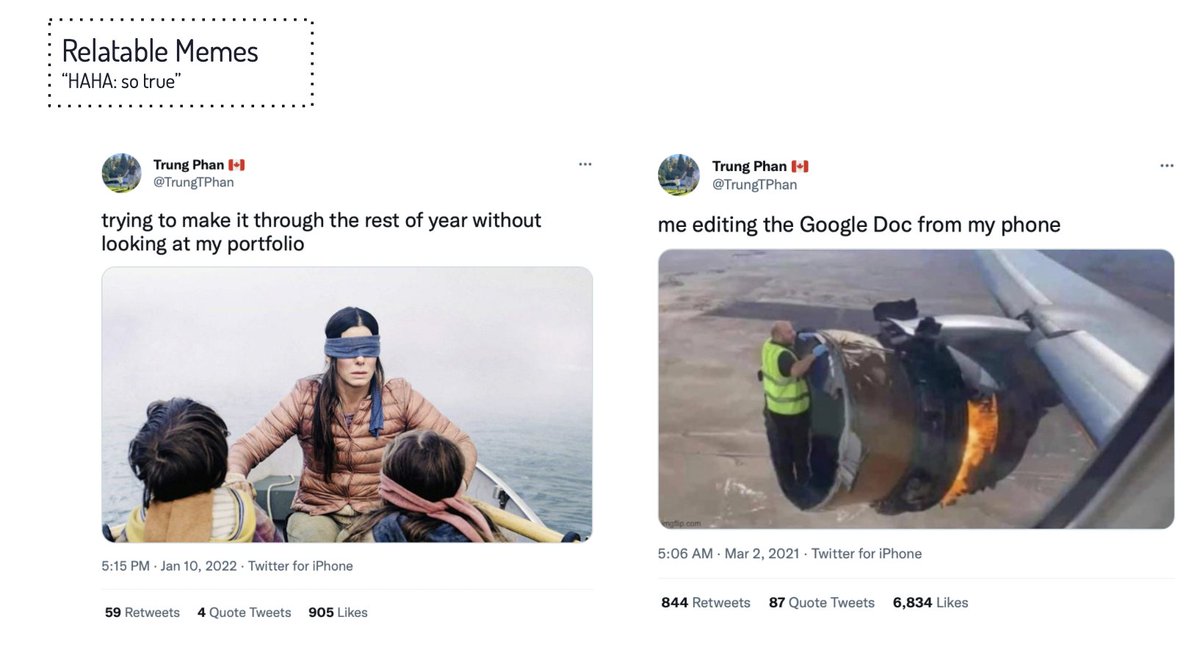 Relatable Memes
“HAHA: so true”
Trung Phan 🇨🇦
@TrungTPhan
trying to make it through the rest of year without
looking at my portfolio
5:15 PM · Jan 10, 2022 · Twitter for iPhone
59 Retweets 4 Quote Tweets 905 Likes
Trung Phan 🇨🇦
@TrungTPhan
me editing the Google Doc from my phone
imgflip.com
5:06 AM · Mar 2, 2021 · Twitter for iPhone
844 Retweets 87 Quote Tweets 6,834 Likes